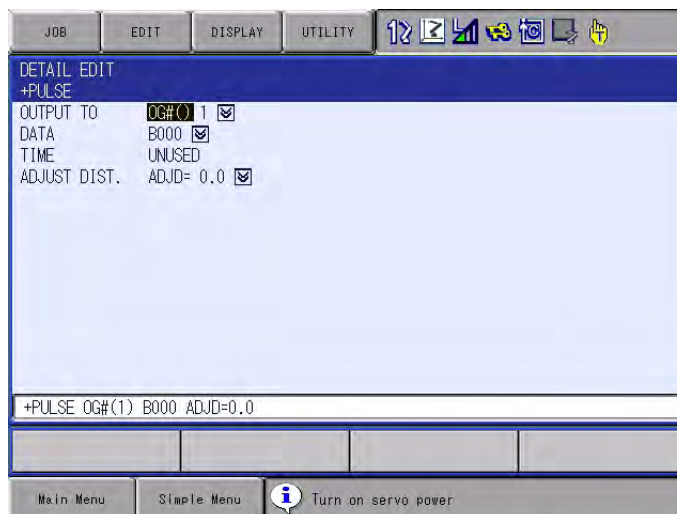 JOB EDIT DISPLAY UTILITY
DETAIL EDIT
+PULSE
OUTPUT TO OG#() 1
DATA B000
TIME UNUSED
ADJUST DIST. ADJD= 0.0
+PULSE OG#(1) B000 ADJD=0.0
Main Menu Simple Menu Turn on servo power